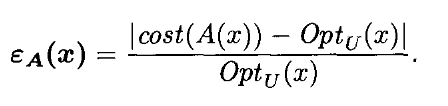 ε_A(x) = |cost(A(x)) − Opt_U(x)| / Opt_U(x).